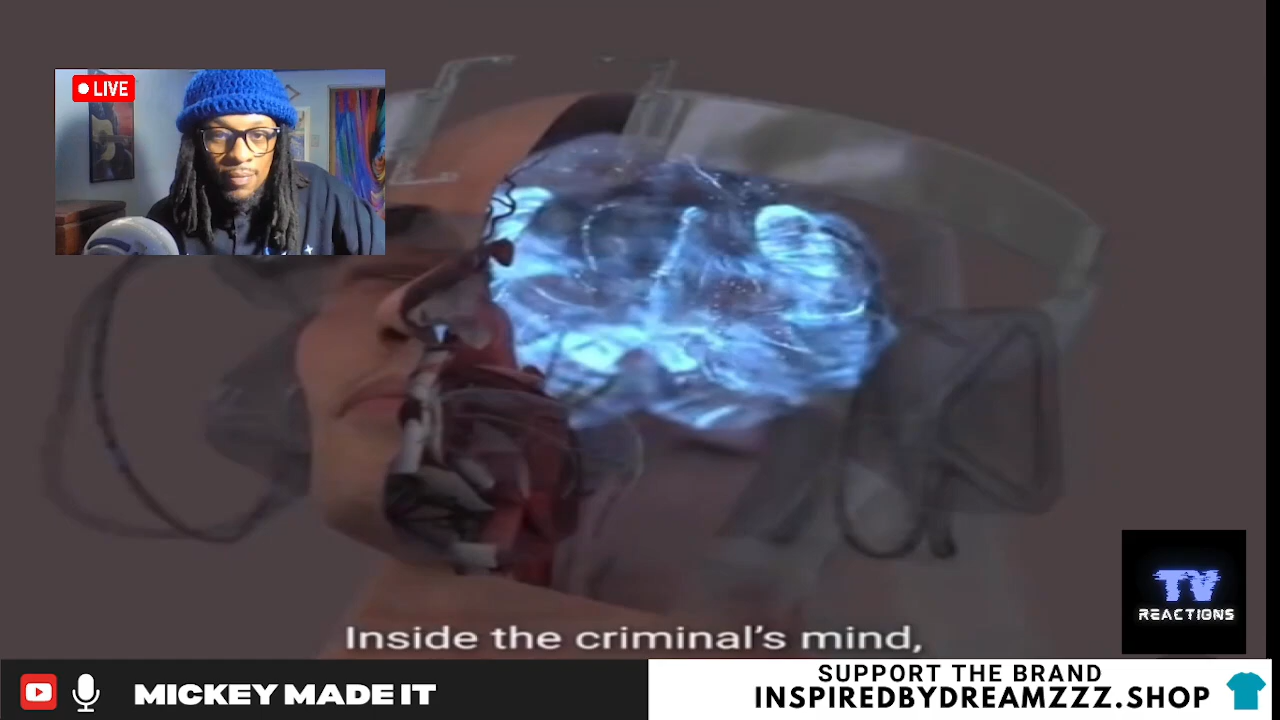 LIVE
Inside the criminal's mind,
TV
REACTIONS
MICKEY MADE IT
SUPPORT THE BRAND
INSPIREDBYDREAMZZZ.SHOP